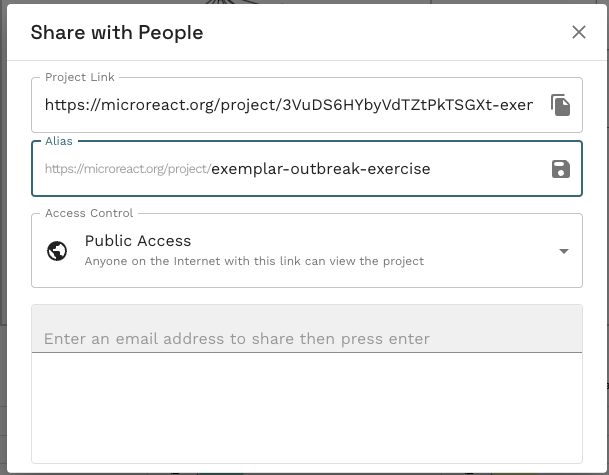 Share with People
Project Link
https://microreact.org/project/3VuDS6HYbyVdTZtPkTSGXt-exer
Alias
https://microreact.org/project/exemplar-outbreak-exercise
Access Control
Public Access
Anyone on the Internet with this link can view the project
Enter an email address to share then press enter